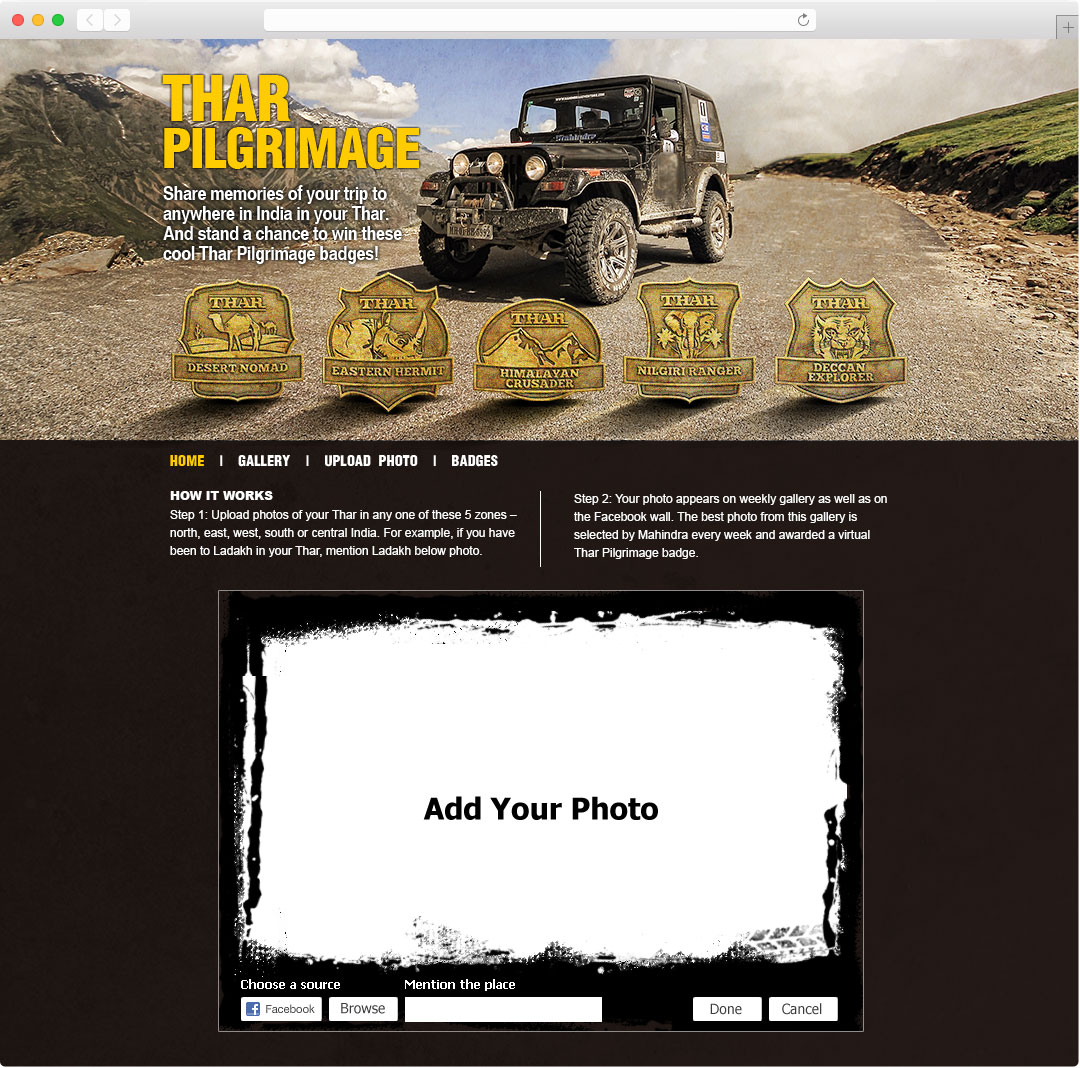 THAR
PILGRIMAGE
Share memories of your trip to
anywhere in India in your Thar.
And stand a chance to win these
cool Thar Pilgrimage badges!
Mahindra
THAR
DESERT NOMAD
THAR
EASTERN HERMIT
THAR
HIMALAYAN
CRUSADER
THAR
NILGIRI RANGER
THAR
DECCAN
EXPLORER
HOME | GALLERY | UPLOAD PHOTO | BADGES
HOW IT WORKS
Step 1: Upload photos of your Thar in any one of these 5 zones –
north, east, west, south or central India. For example, if you have
been to Ladakh in your Thar, mention Ladakh below photo.
Step 2: Your photo appears on weekly gallery as well as on
the Facebook wall. The best photo from this gallery is
selected by Mahindra every week and awarded a virtual
Thar Pilgrimage badge.
Add Your Photo
Choose a source
Mention the place
Facebook Browse Done Cancel